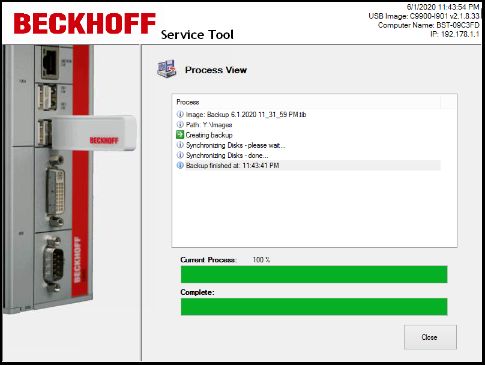 6/1/2020 11:43:54 PM
USB Image: C9900-I901 v2.1.8.33
Computer Name: BST-09C3FD
IP: 192.178.1.1
BECKHOFF Service Tool
Process View
Process
Image: Backup 6.1.2020 11_31_59 PM.tib
Path: Y:\Images
Creating backup
Synchronizing Disks - please wait...
Synchronizing Disks - done...
Backup finished at: 11:43:41 PM
Current Process: 100 %
Complete:
Close
BECKHOFF
BECKHOFF